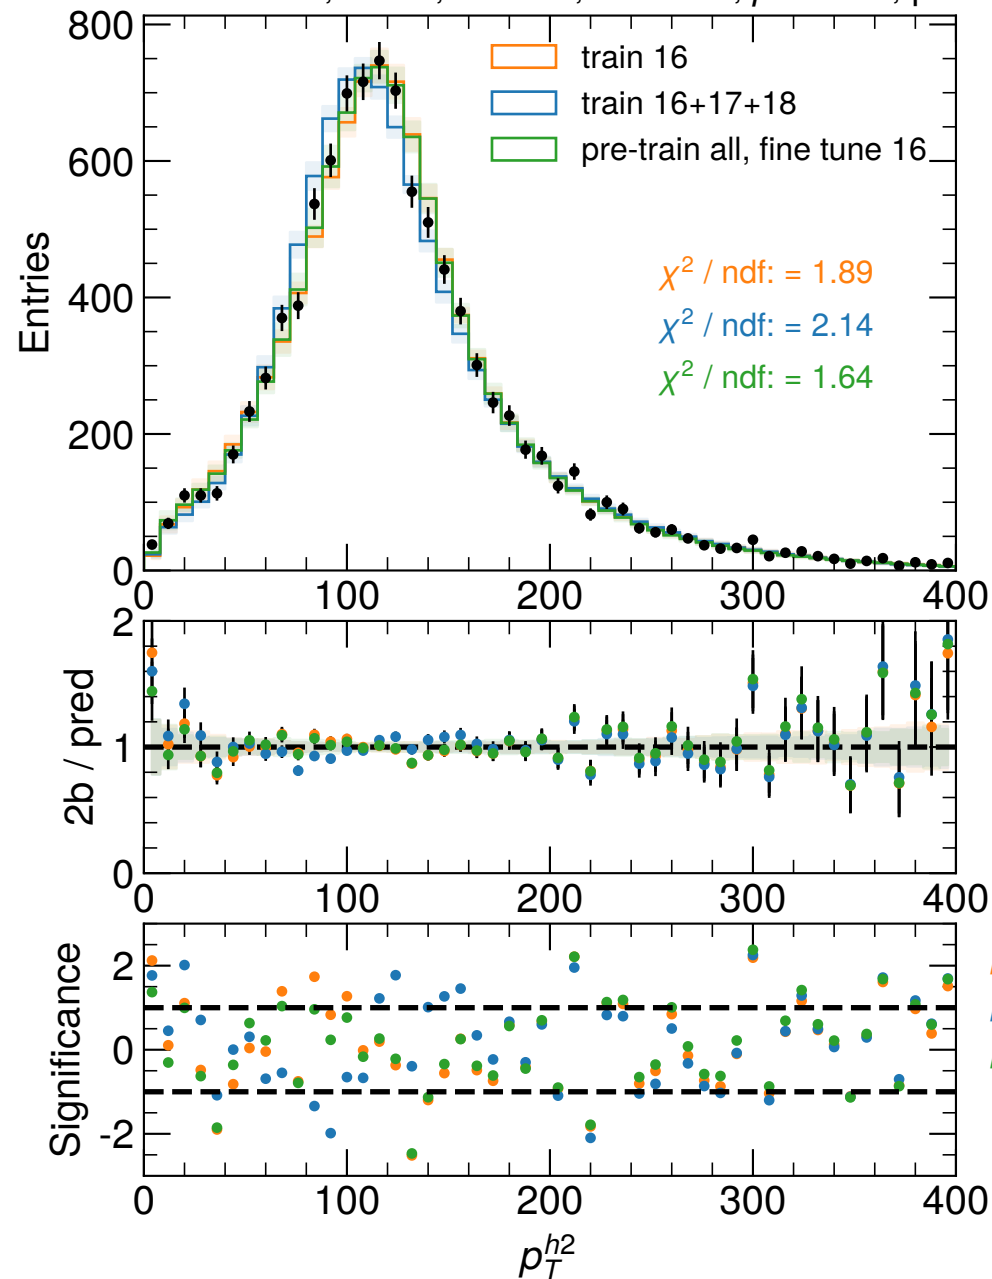 800
600
400
200
0
Entries
train 16
train 16+17+18
pre-train all, fine tune 16
χ² / ndf: = 1.89
χ² / ndf: = 2.14
χ² / ndf: = 1.64
0 100 200 300 400
2
1
0
2b / pred
0 100 200 300 400
2
0
-2
Significance
0 100 200 300 400
p_T^{h2}